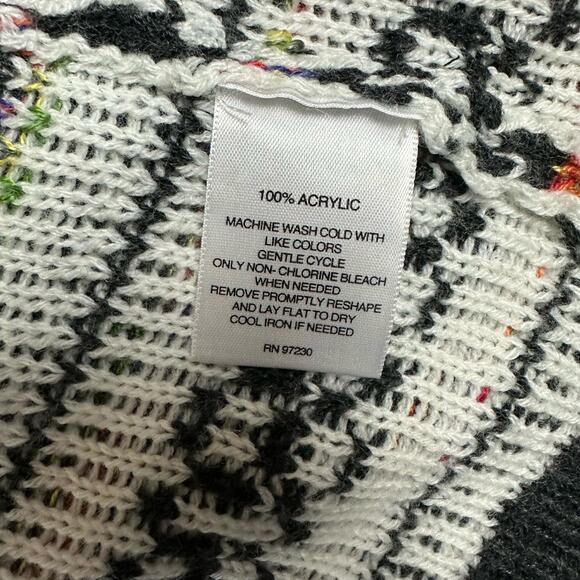 100% ACRYLIC
MACHINE WASH COLD WITH
LIKE COLORS
GENTLE CYCLE
ONLY NON- CHLORINE BLEACH
WHEN NEEDED
REMOVE PROMPTLY RESHAPE
AND LAY FLAT TO DRY
COOL IRON IF NEEDED
RN 97230